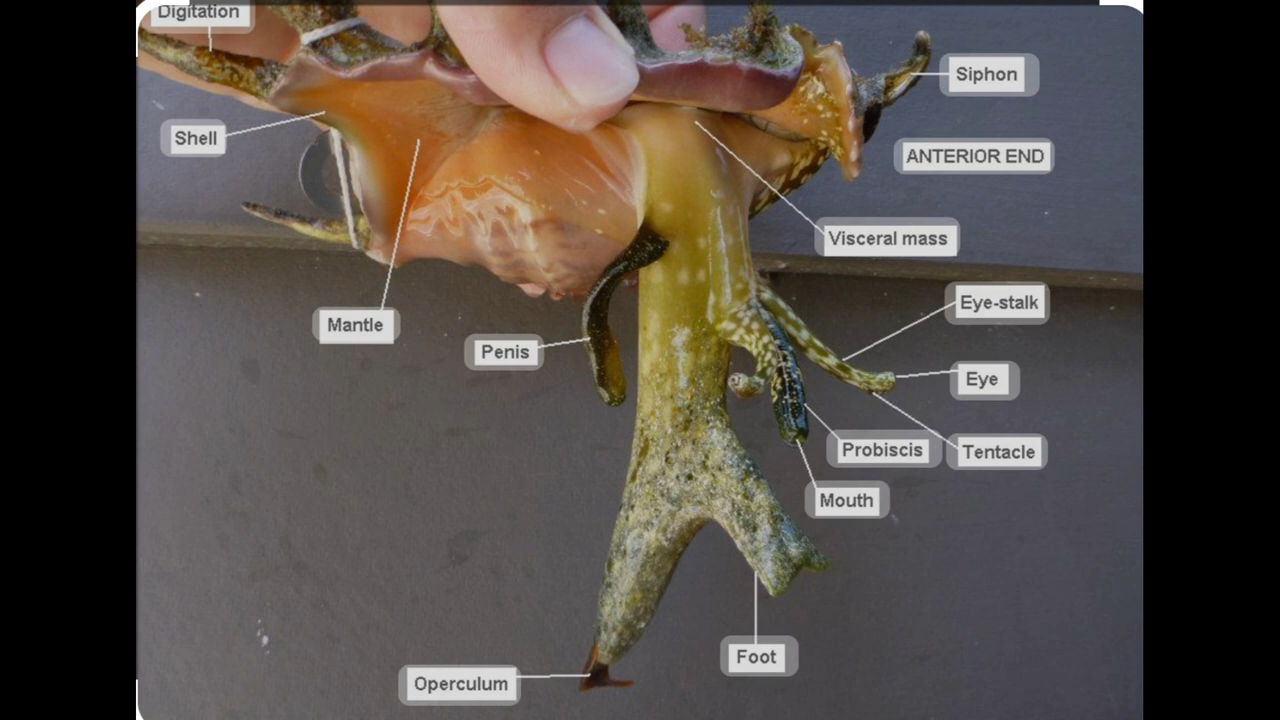 Digitation
Siphon
Shell
ANTERIOR END
Visceral mass
Eye-stalk
Mantle
Penis
Eye
Probiscis
Tentacle
Mouth
Foot
Operculum